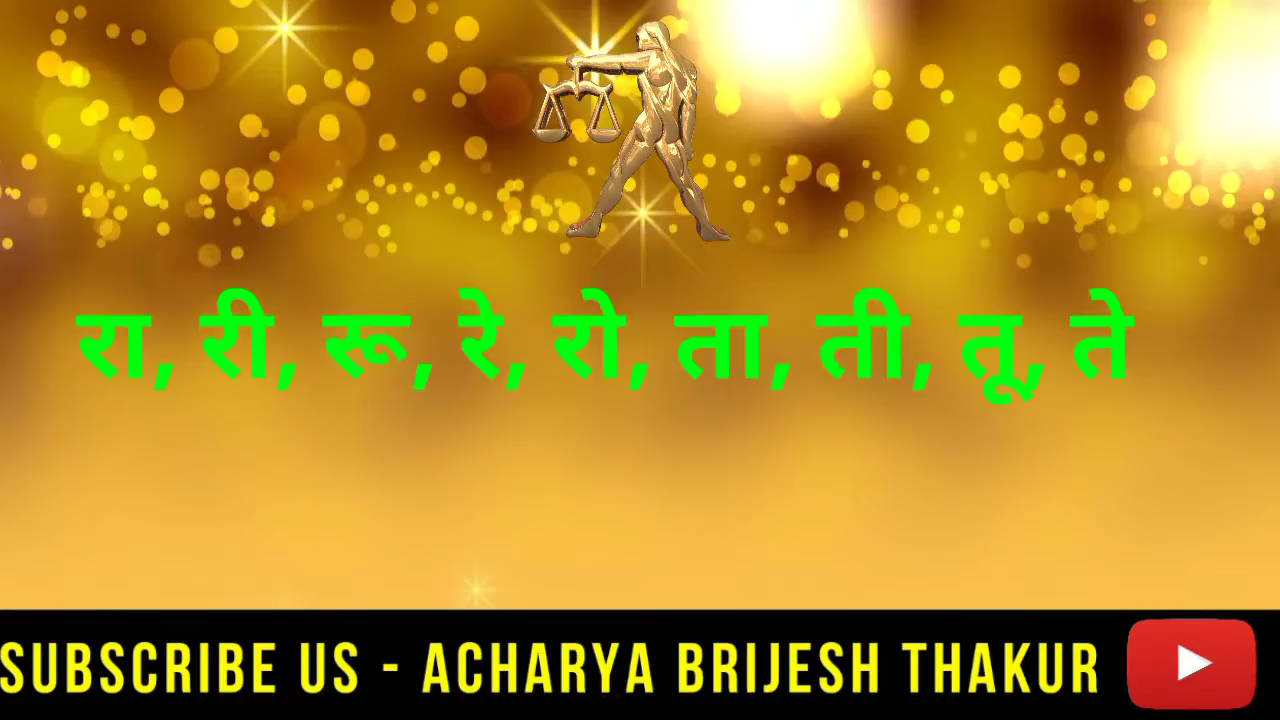 रा, री, रू, रे, रो, ता, ती, तू, ते
SUBSCRIBE US - ACHARYA BRIJESH THAKUR